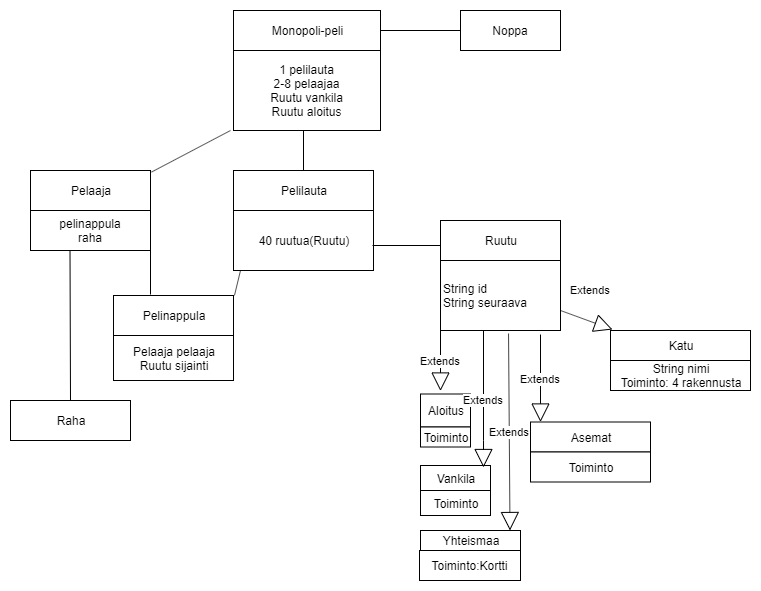 Monopoli-peli
1 pelilauta
2-8 pelaajaa
Ruutu vankila
Ruutu aloitus
Noppa
Pelaaja
pelinappula
raha
Pelilauta
40 ruutua(Ruutu)
Ruutu
String id
String seuraava
Extends
Pelinappula
Pelaaja pelaaja
Ruutu sijainti
Katu
String nimi
Toiminto: 4 rakennusta
Raha
Extends
Aloitus
Toiminto
Extends
Vankila
Toiminto
Extends
Yhteismaa
Toiminto:Kortti
Extends
Asemat
Toiminto